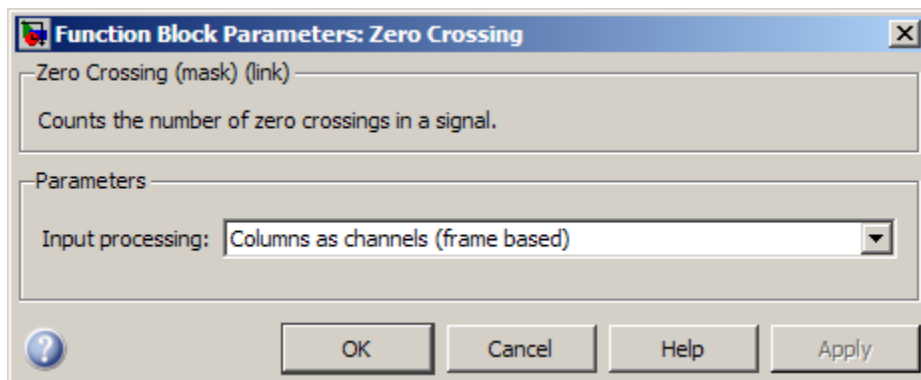 Function Block Parameters: Zero Crossing
Zero Crossing (mask) (link)
Counts the number of zero crossings in a signal.
Parameters
Input processing: Columns as channels (frame based)
OK Cancel Help Apply